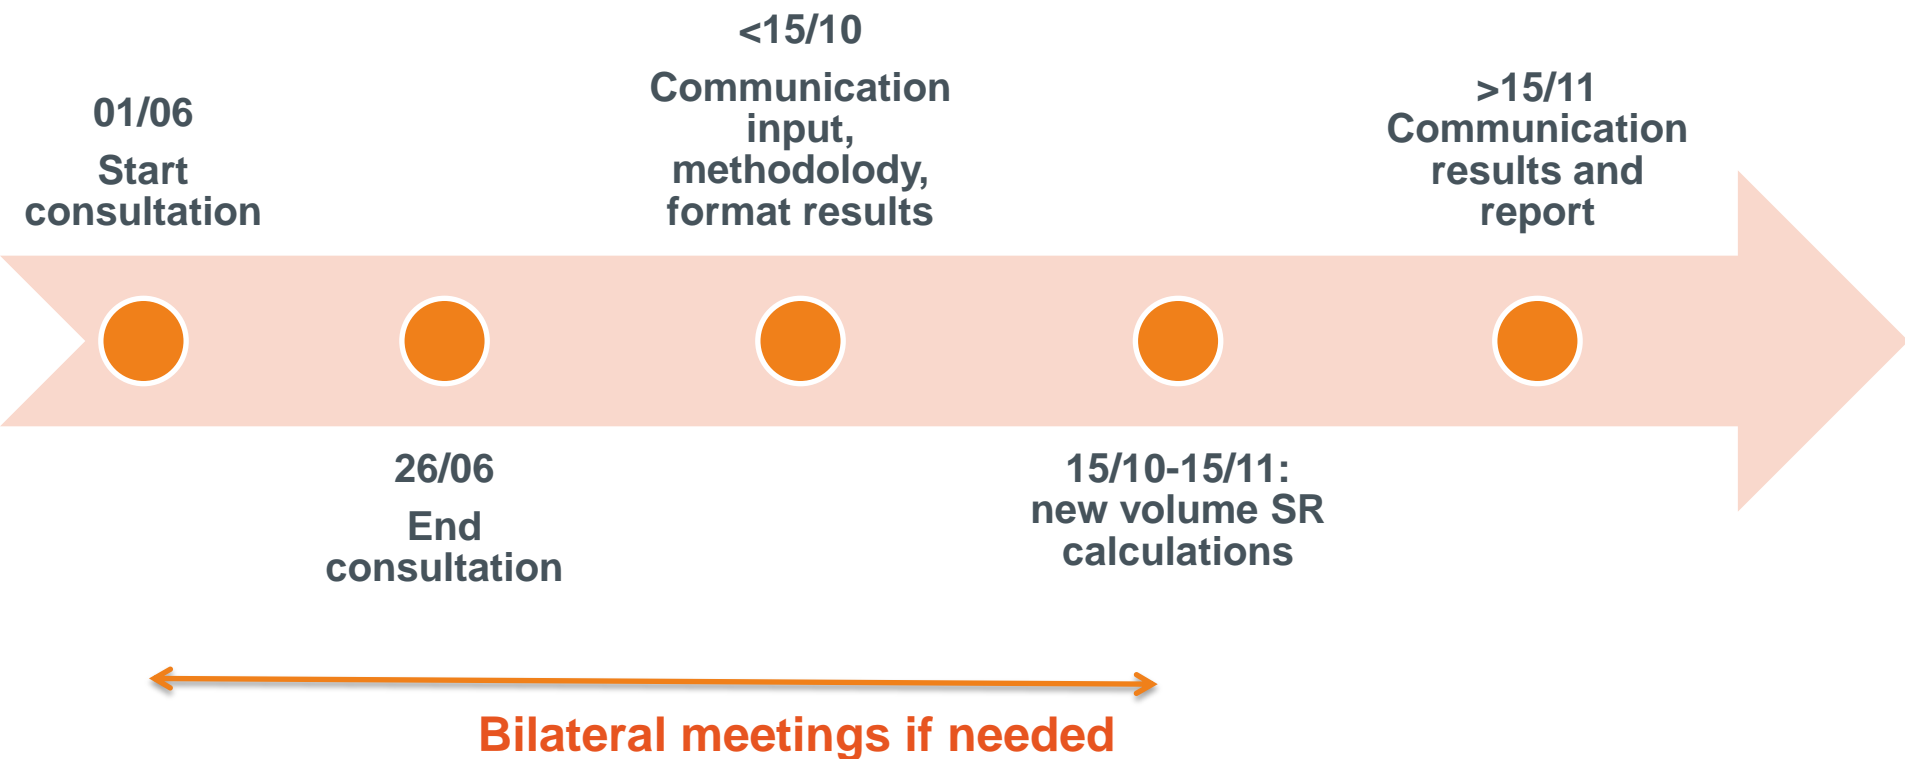 01/06
Start
consultation
26/06
End
consultation
<15/10
Communication
input,
methodolody,
format results
15/10-15/11:
new volume SR
calculations
>15/11
Communication
results and
report
Bilateral meetings if needed